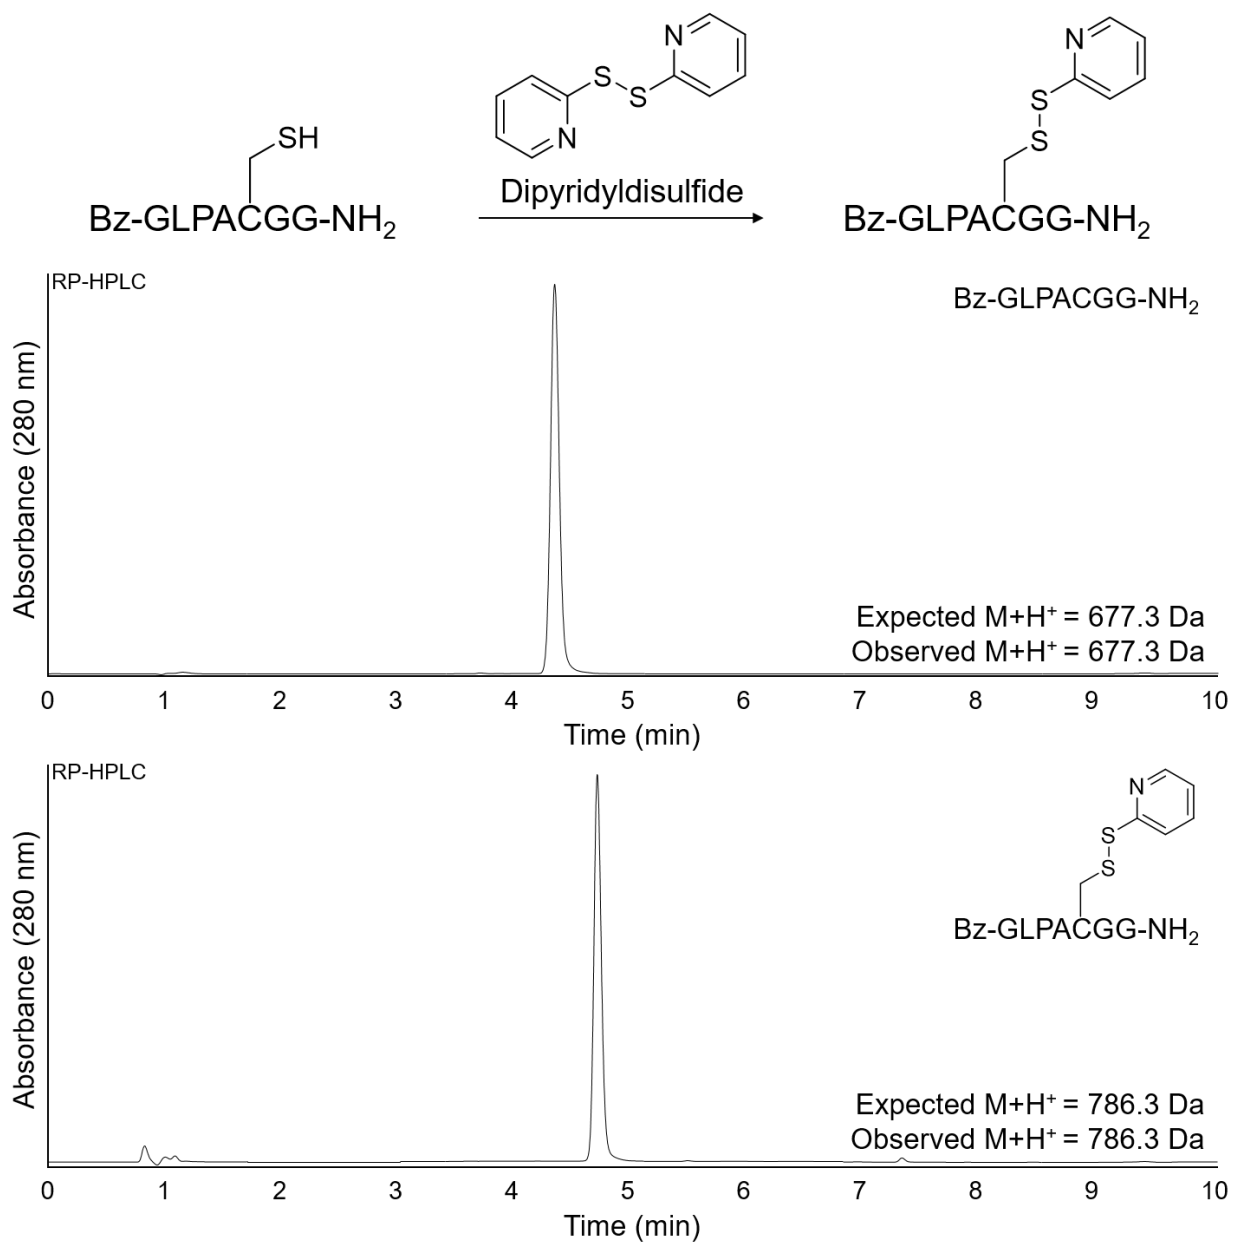 N
S
S
N
SH
Dipyridyldisulfide
Bz-GLPACGG-NH₂
N
S
S
Bz-GLPACGG-NH₂
RP-HPLC
Bz-GLPACGG-NH₂
Absorbance (280 nm)
Expected M+H⁺ = 677.3 Da
Observed M+H⁺ = 677.3 Da
0 1 2 3 4 5 6 7 8 9 10
Time (min)
RP-HPLC
N
S
S
Bz-GLPACGG-NH₂
Absorbance (280 nm)
Expected M+H⁺ = 786.3 Da
Observed M+H⁺ = 786.3 Da
0 1 2 3 4 5 6 7 8 9 10
Time (min)